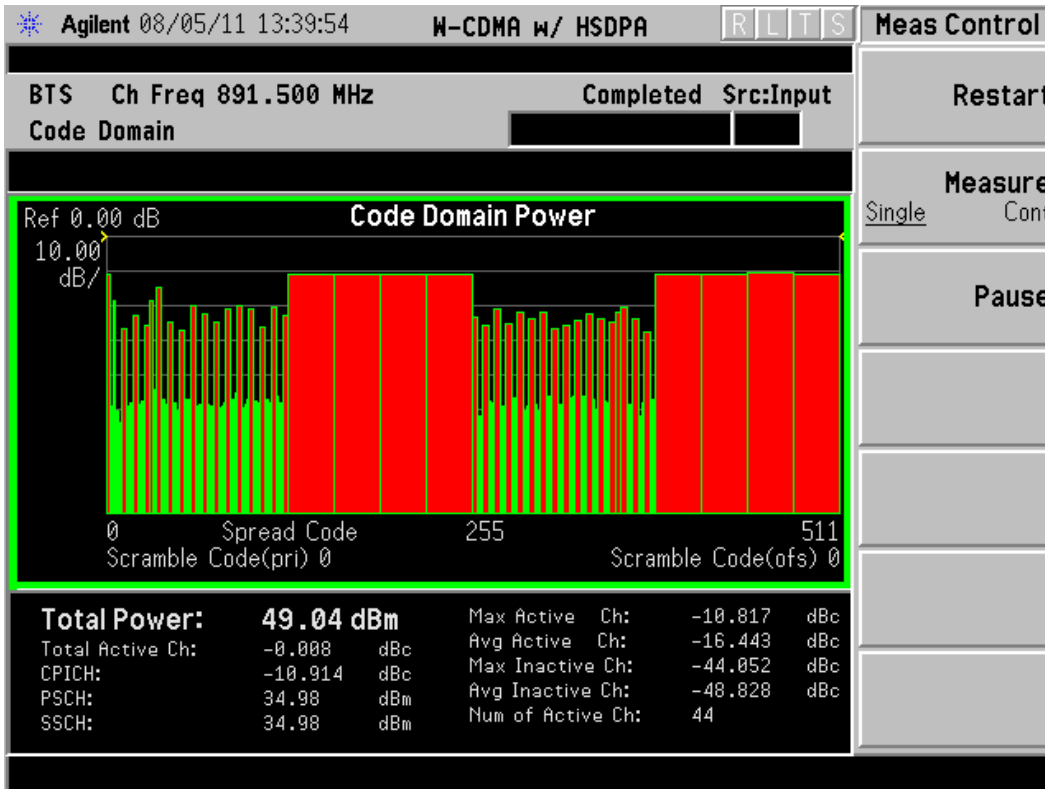 Agilent 08/05/11 13:39:54 W-CDMA w/ HSDPA R L T S
Meas Control
BTS Ch Freq 891.500 MHz Completed Src:Input
Code Domain
Restart
Measure
Single Cont
Pause
Ref 0.00 dB Code Domain Power
10.00
dB/
0 Spread Code 255 511
Scramble Code(pri) 0 Scramble Code(ofs) 0
Total Power: 49.04 dBm
Total Active Ch: -0.008 dBc
CPICH: -10.914 dBc
PSCH: 34.98 dBm
SSCH: 34.98 dBm
Max Active Ch: -10.817 dBc
Avg Active Ch: -16.443 dBc
Max Inactive Ch: -44.052 dBc
Avg Inactive Ch: -48.828 dBc
Num of Active Ch: 44